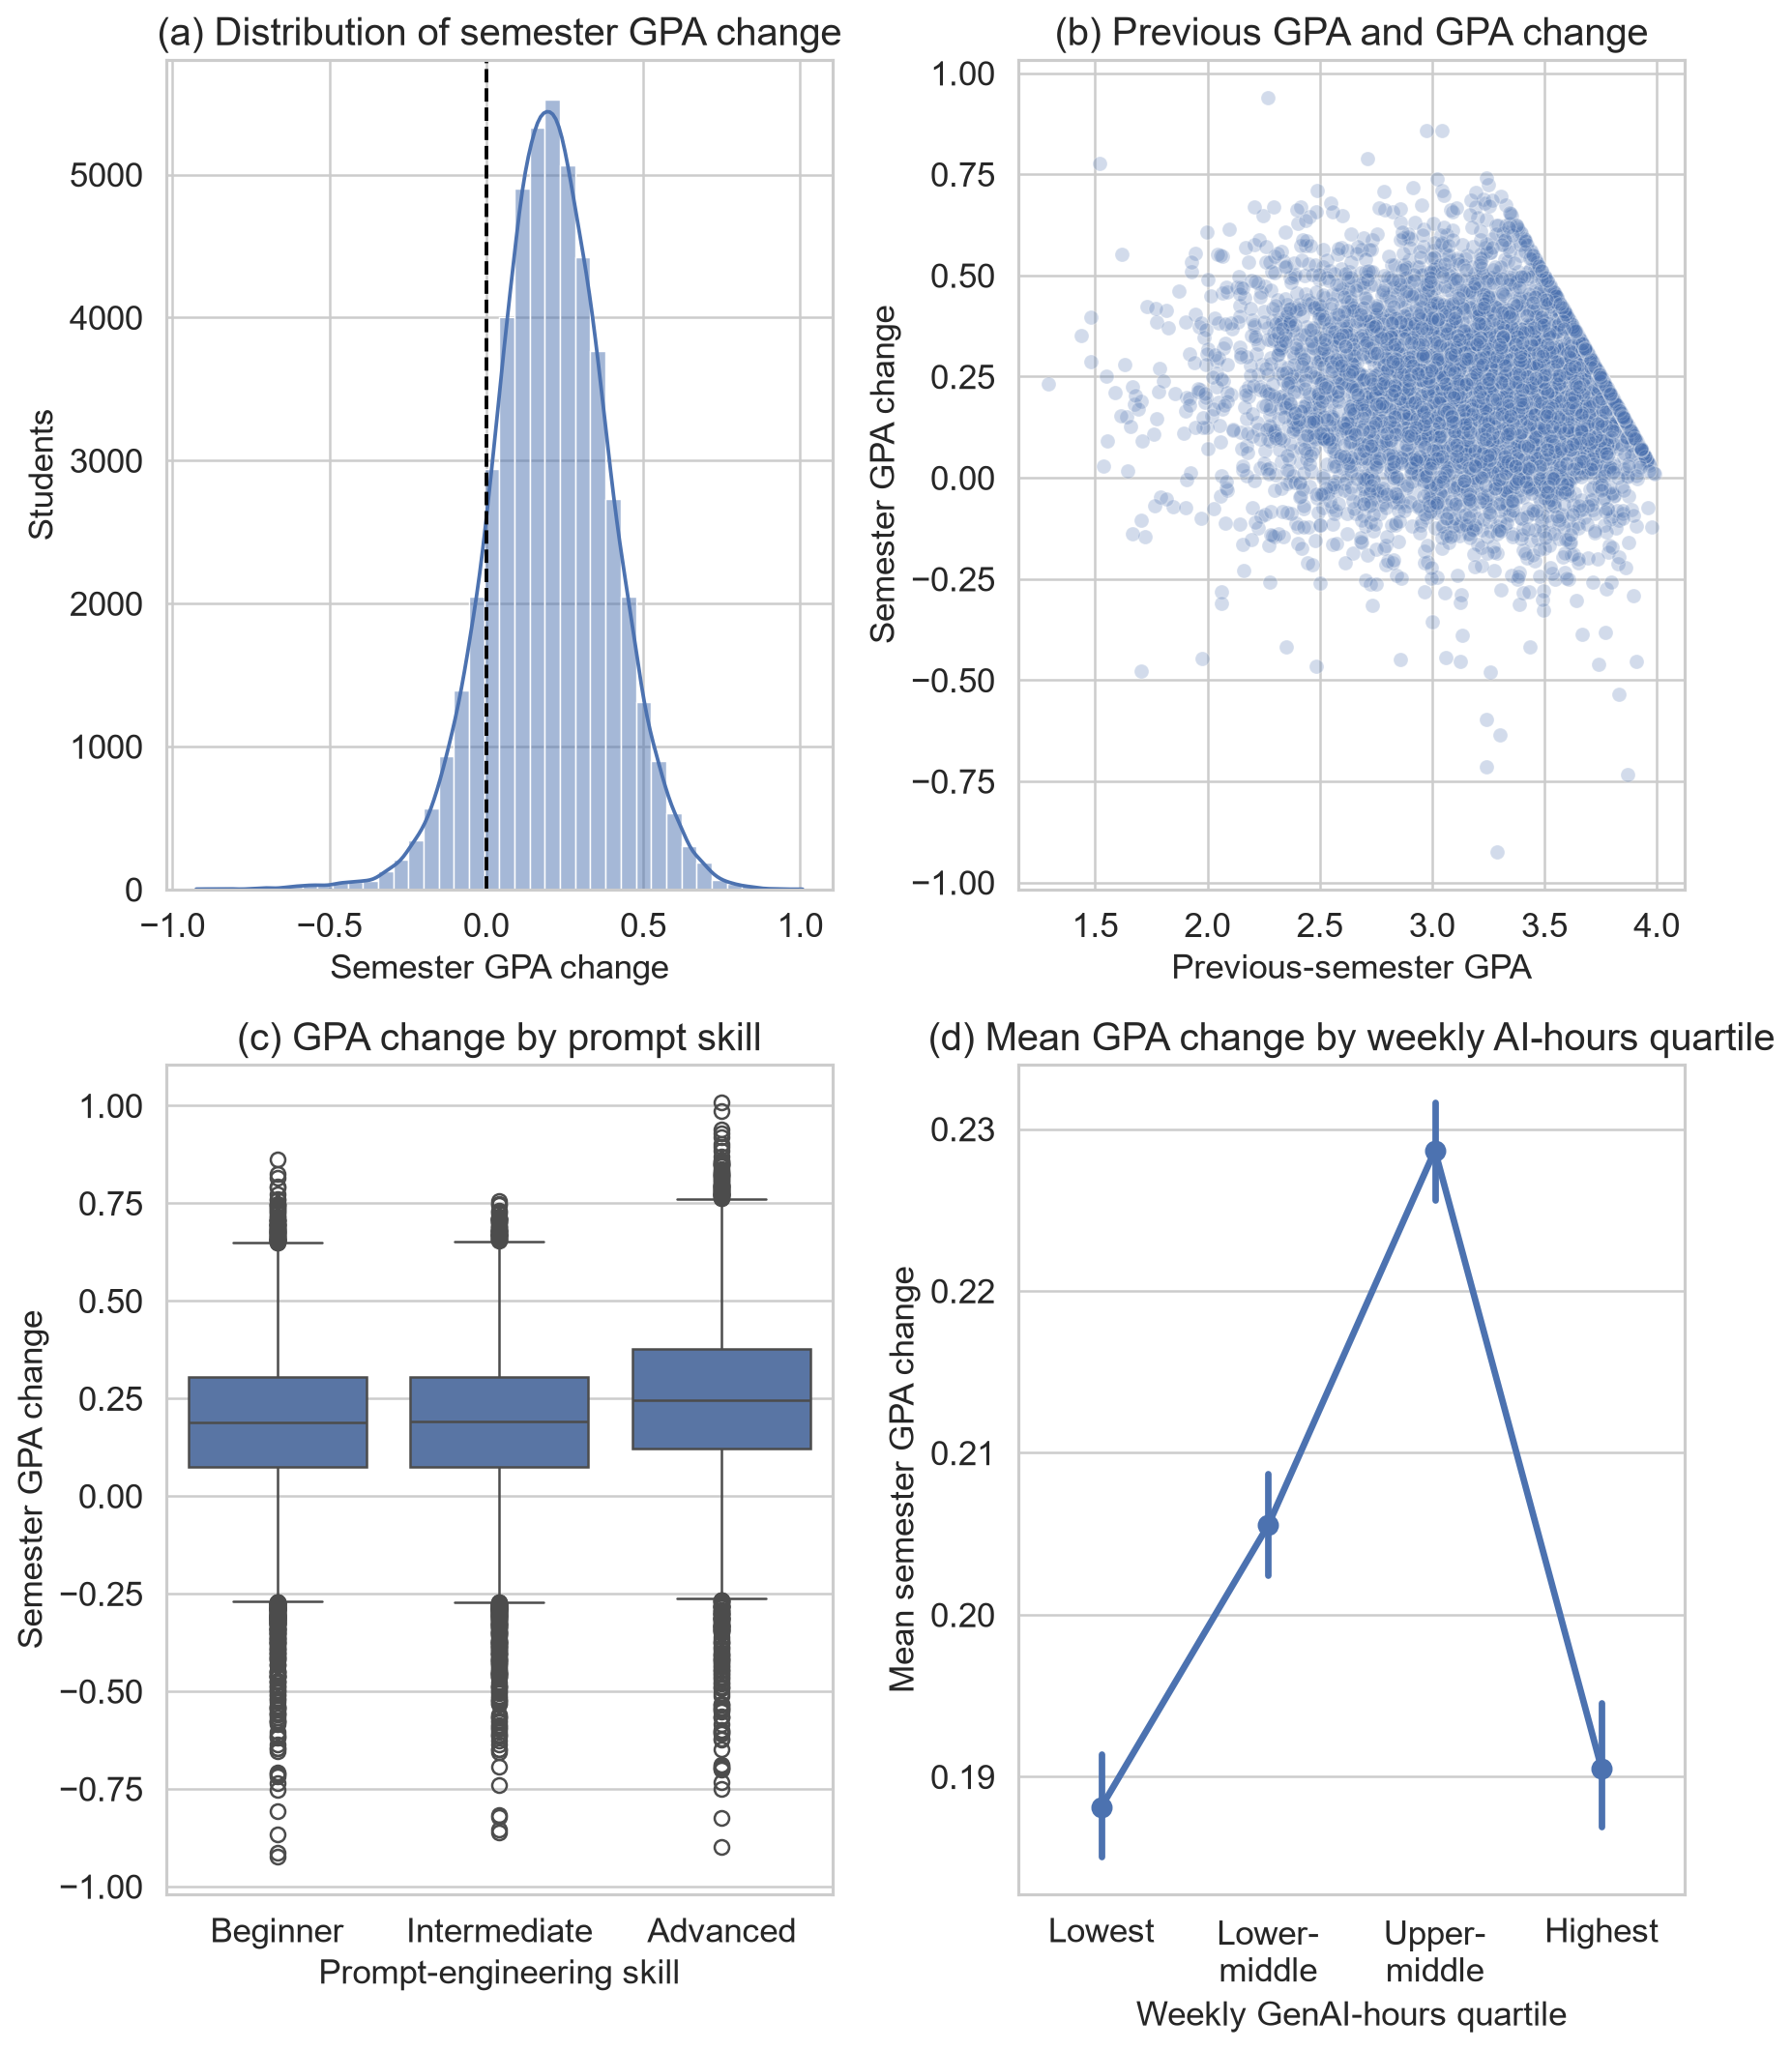 (a) Distribution of semester GPA change
5000
4000
3000
2000
1000
0
Students
−1.0 −0.5 0.0 0.5 1.0
Semester GPA change
(b) Previous GPA and GPA change
1.00
0.75
0.50
0.25
0.00
−0.25
−0.50
−0.75
−1.00
Semester GPA change
1.5 2.0 2.5 3.0 3.5 4.0
Previous-semester GPA
(c) GPA change by prompt skill
1.00
0.75
0.50
0.25
0.00
−0.25
−0.50
−0.75
−1.00
Semester GPA change
Beginner Intermediate Advanced
Prompt-engineering skill
(d) Mean GPA change by weekly AI-hours quartile
0.23
0.22
0.21
0.20
0.19
Mean semester GPA change
Lowest Lower- Upper- Highest
middle middle
Weekly GenAI-hours quartile